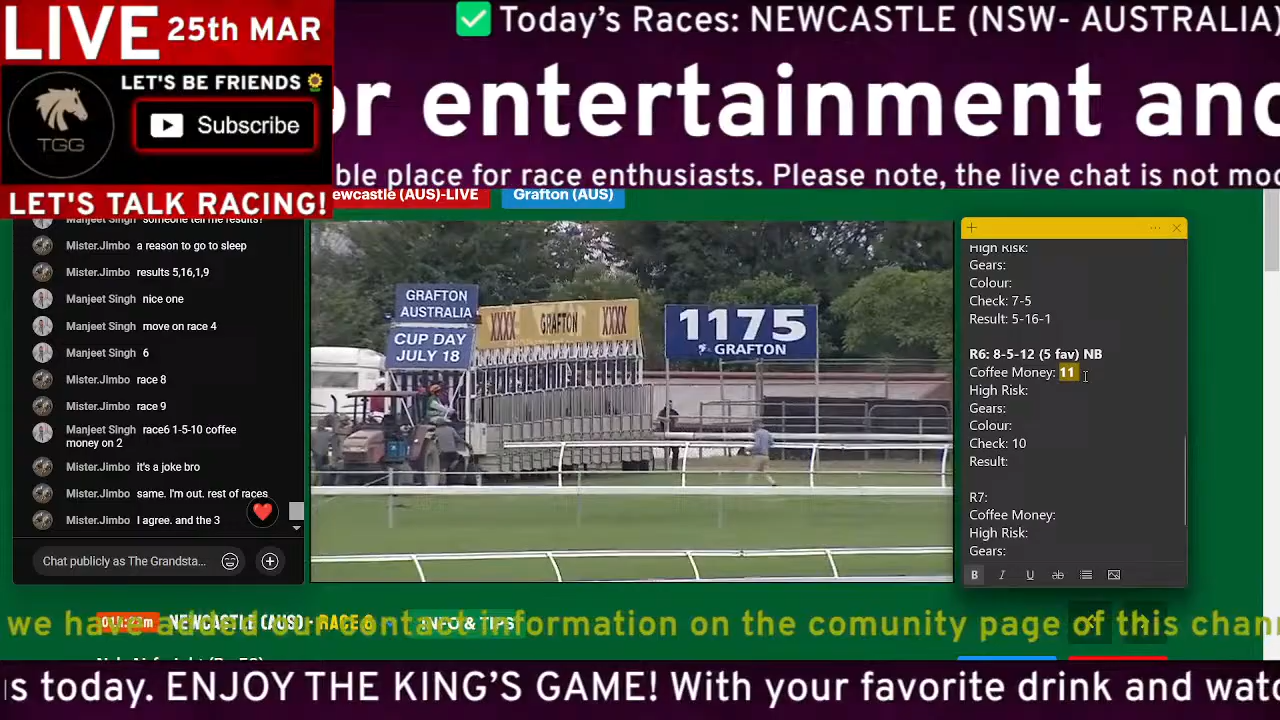 LIVE 25th MAR
✅ Today's Races: NEWCASTLE (NSW- AUSTRALIA)
LET'S BE FRIENDS 🌻
Subscribe
TGG
or entertainment and
ble place for race enthusiasts. Please note, the live chat is not mod
LET'S TALK RACING!
ewcastle (AUS)-LIVE
Grafton (AUS)
Manjeet Singh someone tell me results?
Mister.Jimbo a reason to go to sleep
Mister.Jimbo results 5,16,1,9
Manjeet Singh nice one
Manjeet Singh move on race 4
Manjeet Singh 6
Mister.Jimbo race 8
Mister.Jimbo race 9
Manjeet Singh race6 1-5-10 coffee
money on 2
Mister.Jimbo it's a joke bro
Mister.Jimbo same. I'm out. rest of races
Mister.Jimbo I agree. and the 3
Chat publicly as The Grandsta...
GRAFTON
AUSTRALIA
CUP DAY
JULY 18
XXXX GRAFTON XXXX
1175
GRAFTON
High Risk:
Gears:
Colour:
Check: 7-5
Result: 5-16-1
R6: 8-5-12 (5 fav) NB
Coffee Money: 11
High Risk:
Gears:
Colour:
Check: 10
Result:
R7:
Coffee Money:
High Risk:
Gears:
B I U ab
NEWCASTLE (AUS)- RACE 6
INFO & TIPS
we have added our contact information on the comunity page of this chann
is today. ENJOY THE KING'S GAME! With your favorite drink and watc